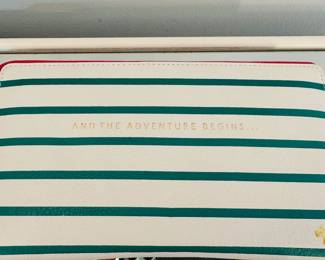 AND THE ADVENTURE BEGINS...